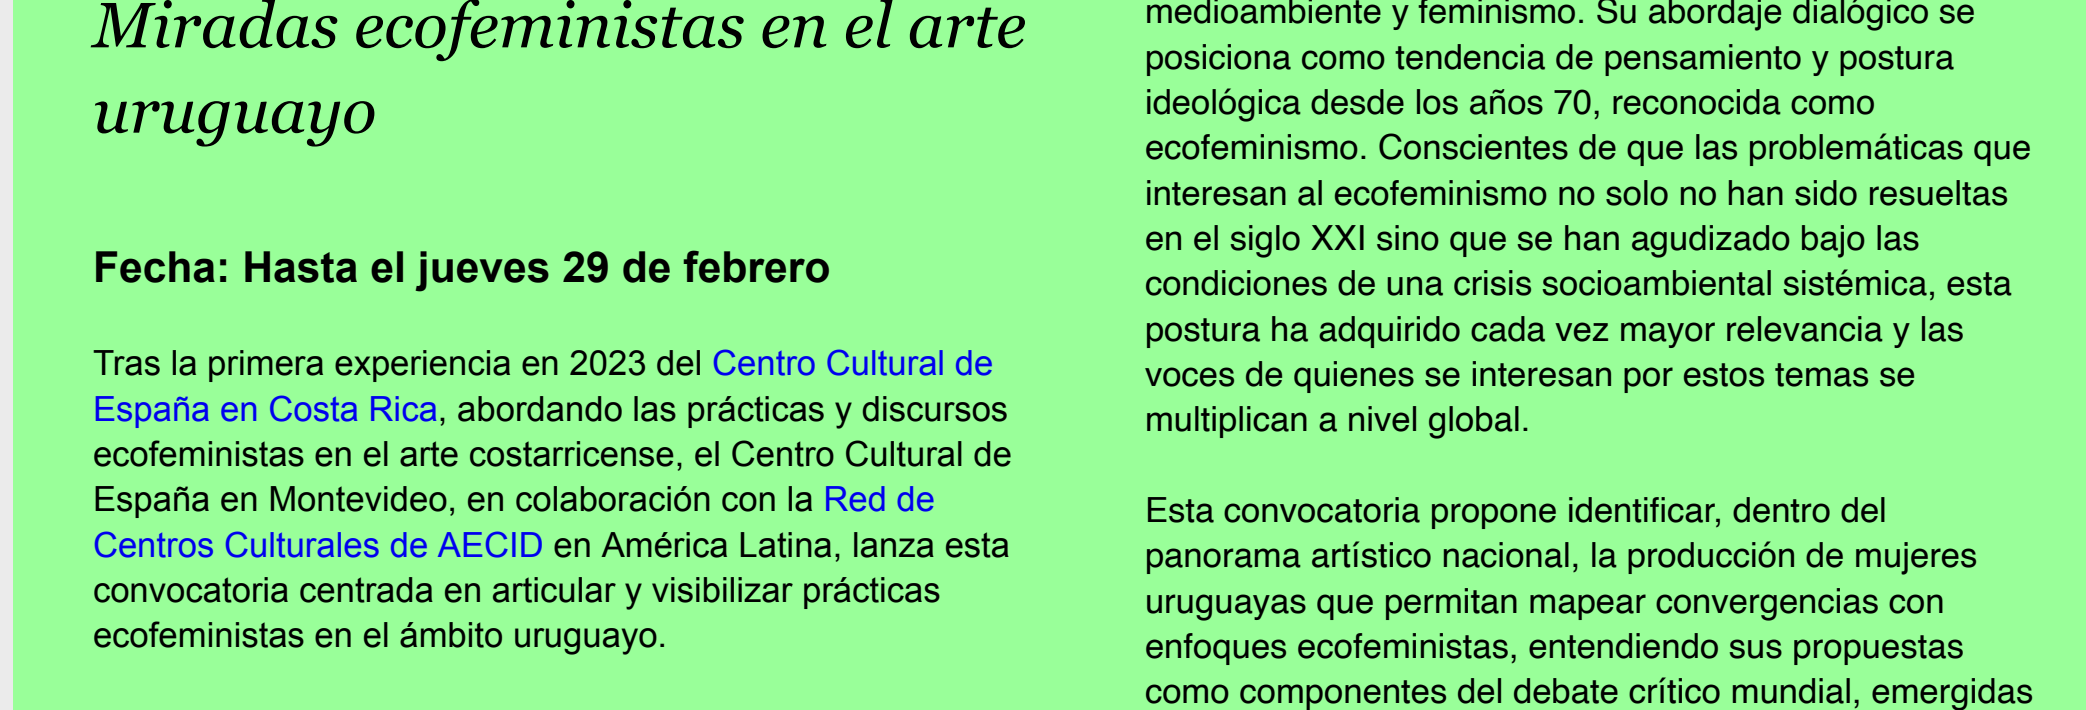 Miradas ecofeministas en el arte
uruguayo
Fecha: Hasta el jueves 29 de febrero
Tras la primera experiencia en 2023 del Centro Cultural de
España en Costa Rica, abordando las prácticas y discursos
ecofeministas en el arte costarricense, el Centro Cultural de
España en Montevideo, en colaboración con la Red de
Centros Culturales de AECID en América Latina, lanza esta
convocatoria centrada en articular y visibilizar prácticas
ecofeministas en el ámbito uruguayo.
medioambiente y feminismo. Su abordaje dialógico se
posiciona como tendencia de pensamiento y postura
ideológica desde los años 70, reconocida como
ecofeminismo. Conscientes de que las problemáticas que
interesan al ecofeminismo no solo no han sido resueltas
en el siglo XXI sino que se han agudizado bajo las
condiciones de una crisis socioambiental sistémica, esta
postura ha adquirido cada vez mayor relevancia y las
voces de quienes se interesan por estos temas se
multiplican a nivel global.
Esta convocatoria propone identificar, dentro del
panorama artístico nacional, la producción de mujeres
uruguayas que permitan mapear convergencias con
enfoques ecofeministas, entendiendo sus propuestas
como componentes del debate crítico mundial, emergidas